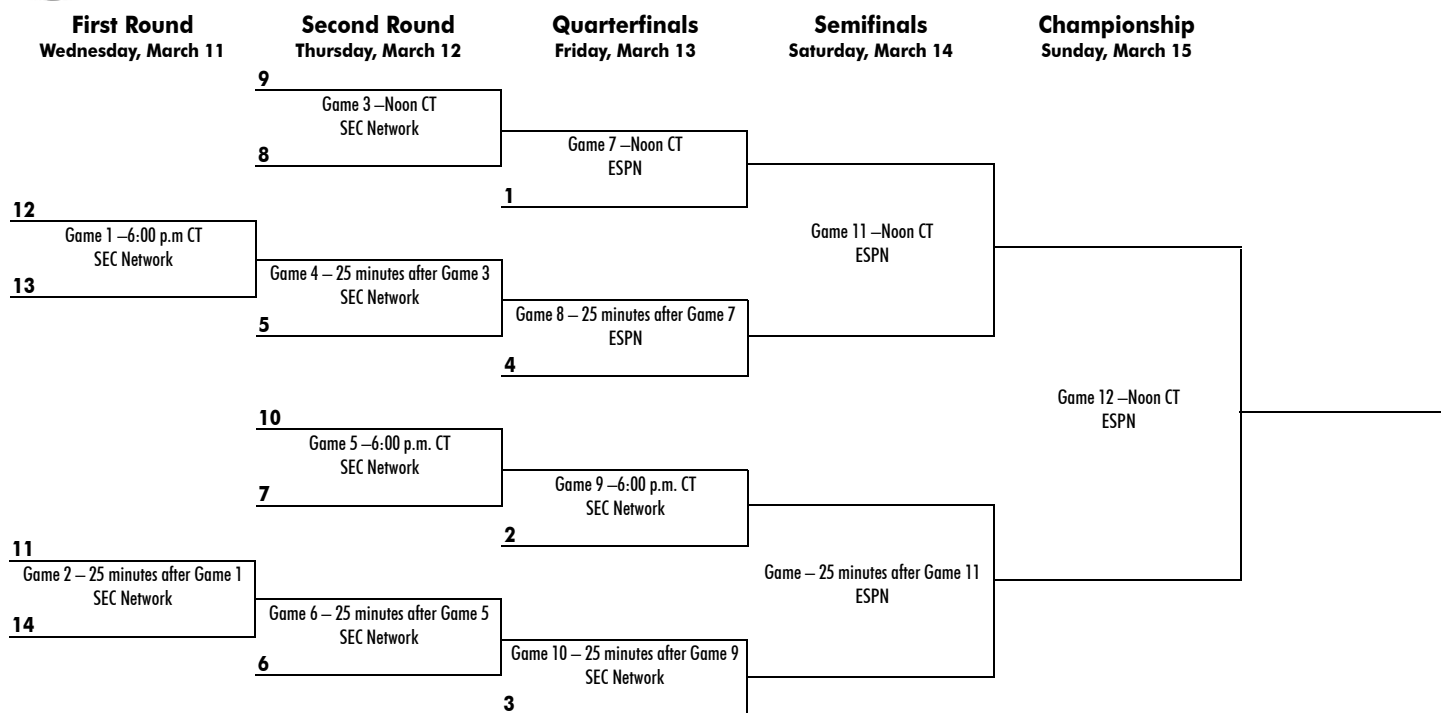 First Round
Wednesday, March 11
Second Round
Thursday, March 12
Quarterfinals
Friday, March 13
Semifinals
Saturday, March 14
Championship
Sunday, March 15
9
Game 3 –Noon CT
SEC Network
8
Game 7 –Noon CT
ESPN
1
12
Game 1 –6:00 p.m CT
SEC Network
13
Game 11 –Noon CT
ESPN
Game 4 – 25 minutes after Game 3
SEC Network
5
Game 8 – 25 minutes after Game 7
ESPN
4
Game 12 –Noon CT
ESPN
10
Game 5 –6:00 p.m. CT
SEC Network
7
Game 9 –6:00 p.m. CT
SEC Network
2
11
Game 2 – 25 minutes after Game 1
SEC Network
14
Game – 25 minutes after Game 11
ESPN
Game 6 – 25 minutes after Game 5
SEC Network
6
Game 10 – 25 minutes after Game 9
SEC Network
3